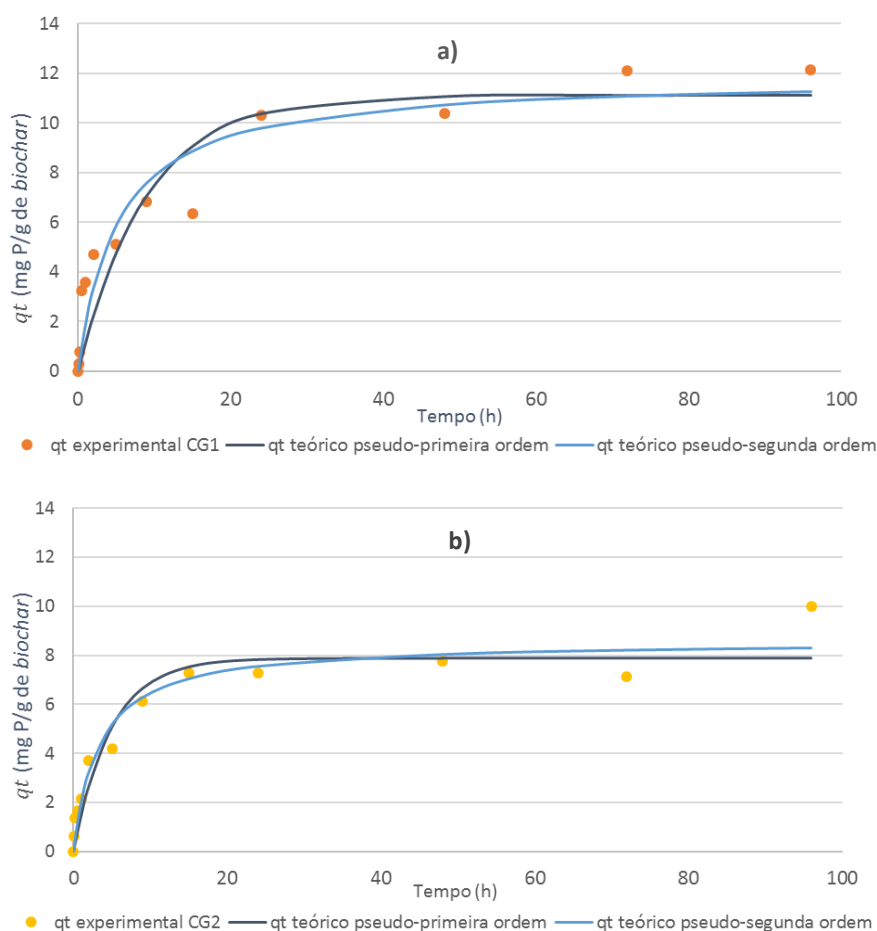 a)
14
12
10
8
6
4
2
0
qt (mg P/g de biochar)
0 20 40 60 80 100
Tempo (h)
qt experimental CG1 qt teórico pseudo-primeira ordem qt teórico pseudo-segunda ordem
b)
14
12
10
8
6
4
2
0
qt (mg P/g de biochar)
0 20 40 60 80 100
Tempo (h)
qt experimental CG2 qt teórico pseudo-primeira ordem qt teórico pseudo-segunda ordem